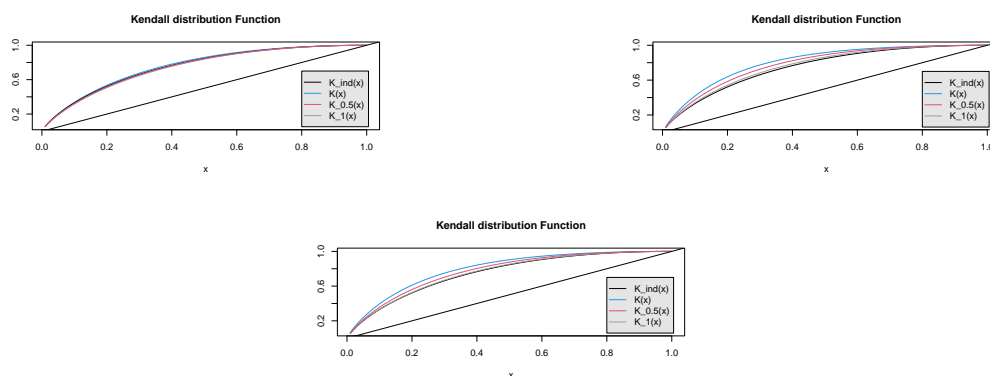 Kendall distribution Function
1.0
0.6
0.2
K_ind(x)
K(x)
K_0.5(x)
K_1(x)
0.0 0.2 0.4 0.6 0.8 1.0
x
Kendall distribution Function
1.0
0.6
0.2
K_ind(x)
K(x)
K_0.5(x)
K_1(x)
0.0 0.2 0.4 0.6 0.8 1.0
x
Kendall distribution Function
1.0
0.6
0.2
K_ind(x)
K(x)
K_0.5(x)
K_1(x)
0.0 0.2 0.4 0.6 0.8 1.0
x